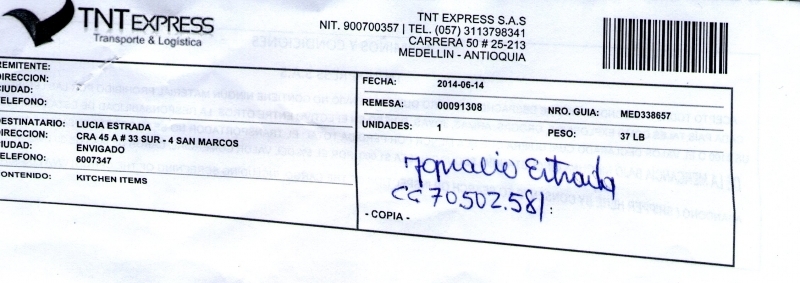 TNT EXPRESS
Transporte & Logística
TNT EXPRESS S.A.S
NIT. 900700357 | TEL. (057) 3113798341
CARRERA 50 # 25-213
MEDELLIN - ANTIOQUIA
REMITENTE:
DIRECCION:
CIUDAD:
TELEFONO:
DESTINATARIO: LUCIA ESTRADA
DIRECCION: CRA 45 A # 33 SUR - 4 SAN MARCOS
CIUDAD: ENVIGADO
TELEFONO: 6007347
CONTENIDO: KITCHEN ITEMS
FECHA: 2014-06-14
REMESA: 00091308 NRO. GUIA: MED338657
UNIDADES: 1 PESO: 37 LB
Ignacio Estrada
CC 70.502.581.
- COPIA -